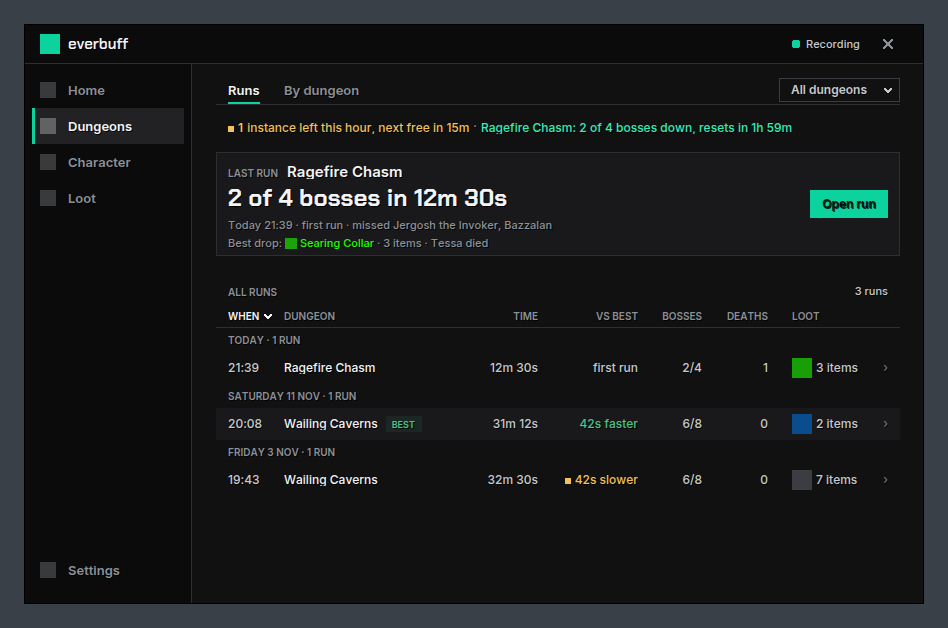 everbuff
Recording
Home
Dungeons
Character
Loot
Settings
Runs By dungeon All dungeons
1 instance left this hour, next free in 15m · Ragefire Chasm: 2 of 4 bosses down, resets in 1h 59m
LAST RUN Ragefire Chasm
2 of 4 bosses in 12m 30s
Today 21:39 · first run · missed Jergosh the Invoker, Bazzalan
Best drop: Searing Collar · 3 items · Tessa died
Open run
ALL RUNS 3 runs
WHEN DUNGEON TIME VS BEST BOSSES DEATHS LOOT
TODAY · 1 RUN
21:39 Ragefire Chasm 12m 30s first run 2/4 1 3 items ›
SATURDAY 11 NOV · 1 RUN
20:08 Wailing Caverns BEST 31m 12s 42s faster 6/8 0 2 items ›
FRIDAY 3 NOV · 1 RUN
19:43 Wailing Caverns 32m 30s 42s slower 6/8 0 7 items ›